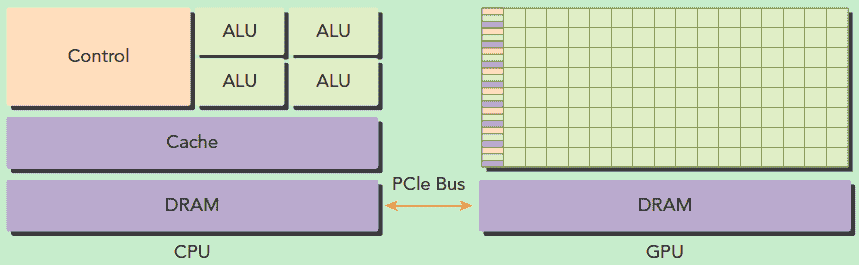 Control
ALU ALU
ALU ALU
Cache
DRAM
CPU
PCIe Bus
DRAM
GPU